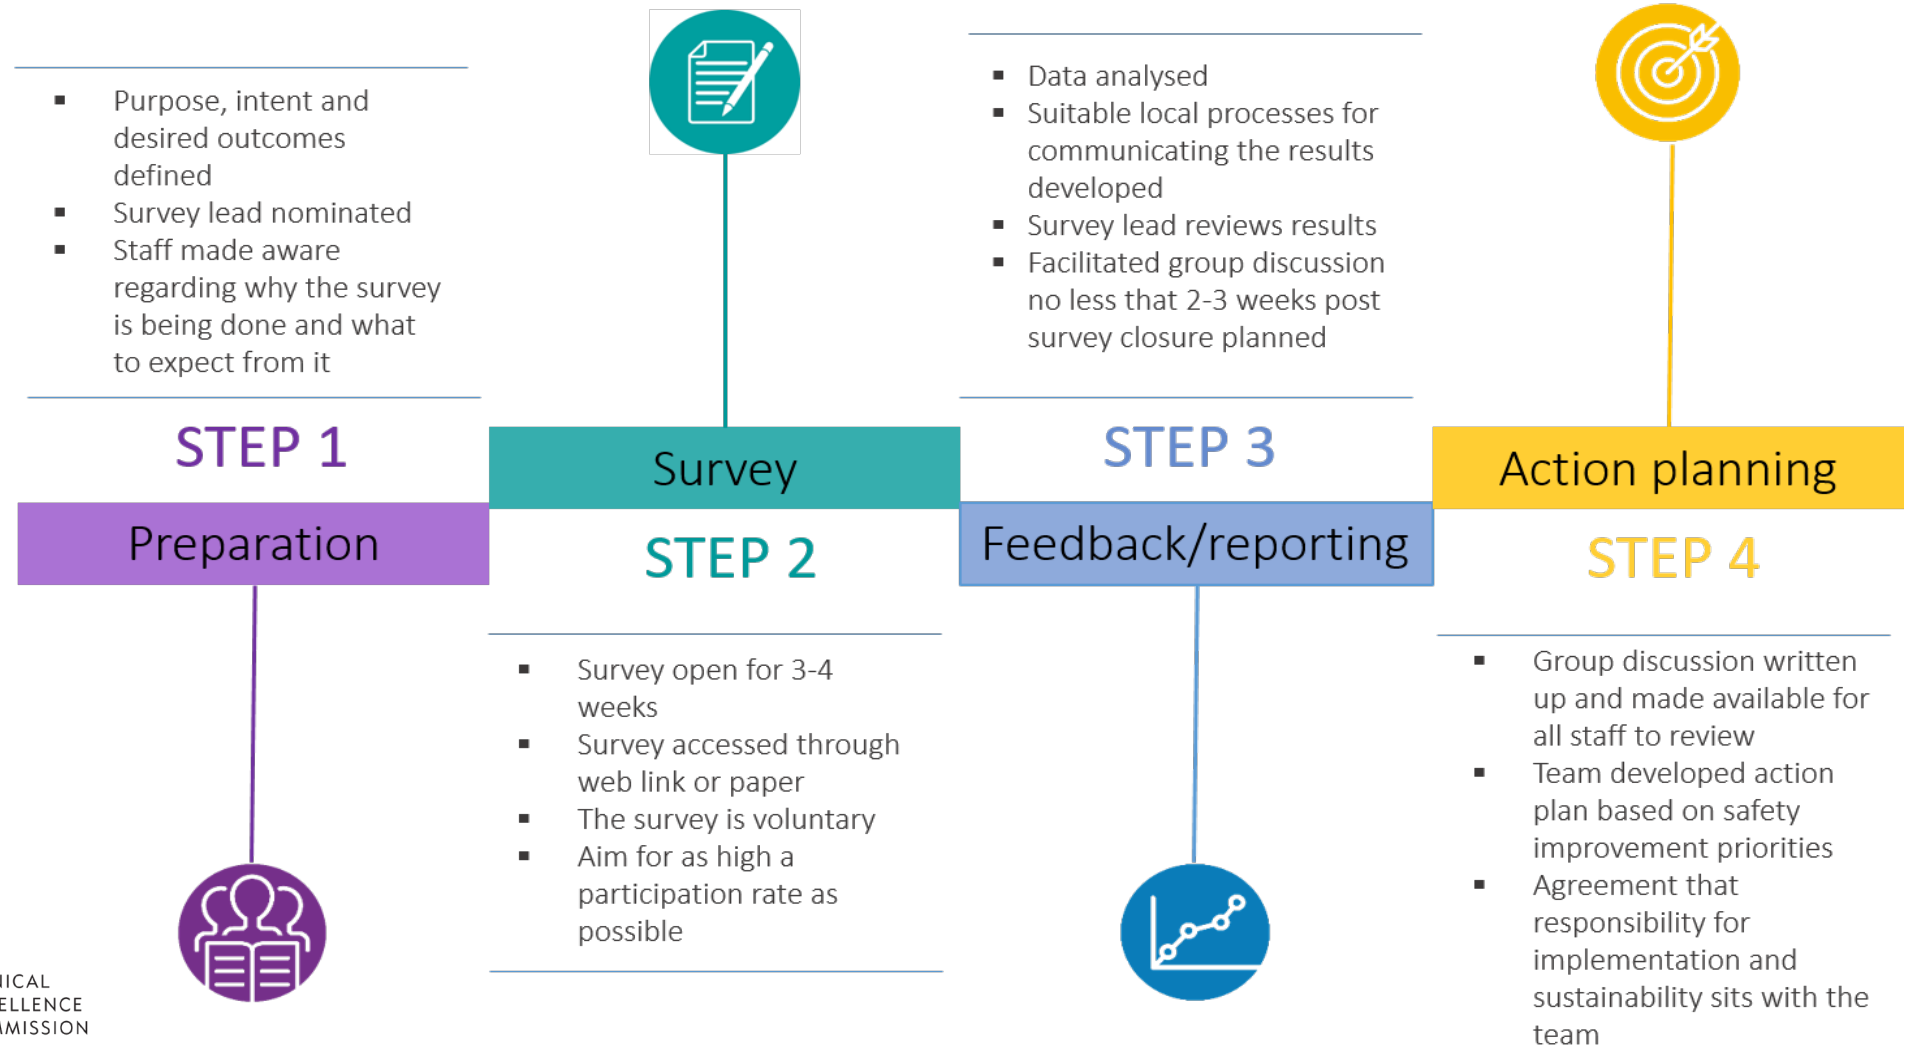 ▪ Purpose, intent and
desired outcomes
defined
▪ Survey lead nominated
▪ Staff made aware
regarding why the survey
is being done and what
to expect from it
STEP 1
Preparation
Survey
STEP 2
▪ Survey open for 3-4
weeks
▪ Survey accessed through
web link or paper
▪ The survey is voluntary
▪ Aim for as high a
participation rate as
possible
▪ Data analysed
▪ Suitable local processes for
communicating the results
developed
▪ Survey lead reviews results
▪ Facilitated group discussion
no less that 2-3 weeks post
survey closure planned
STEP 3
Feedback/reporting
Action planning
STEP 4
▪ Group discussion written
up and made available for
all staff to review
▪ Team developed action
plan based on safety
improvement priorities
▪ Agreement that
responsibility for
implementation and
sustainability sits with the
team
NICAL
ELLENCE
MMISSION